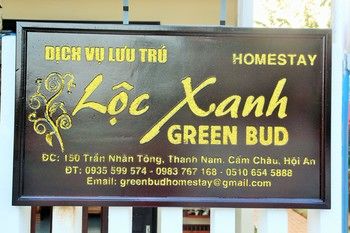 DỊCH VỤ LƯU TRÚ HOMESTAY
Lộc Xanh
GREEN BUD
ĐC: 150 Trần Nhân Tông, Thanh Nam. Cẩm Châu, Hội An
ĐT: 0935 599 574 - 0983 767 168 - 0510 654 5888
Email: greenbudhomestay@gmail.com